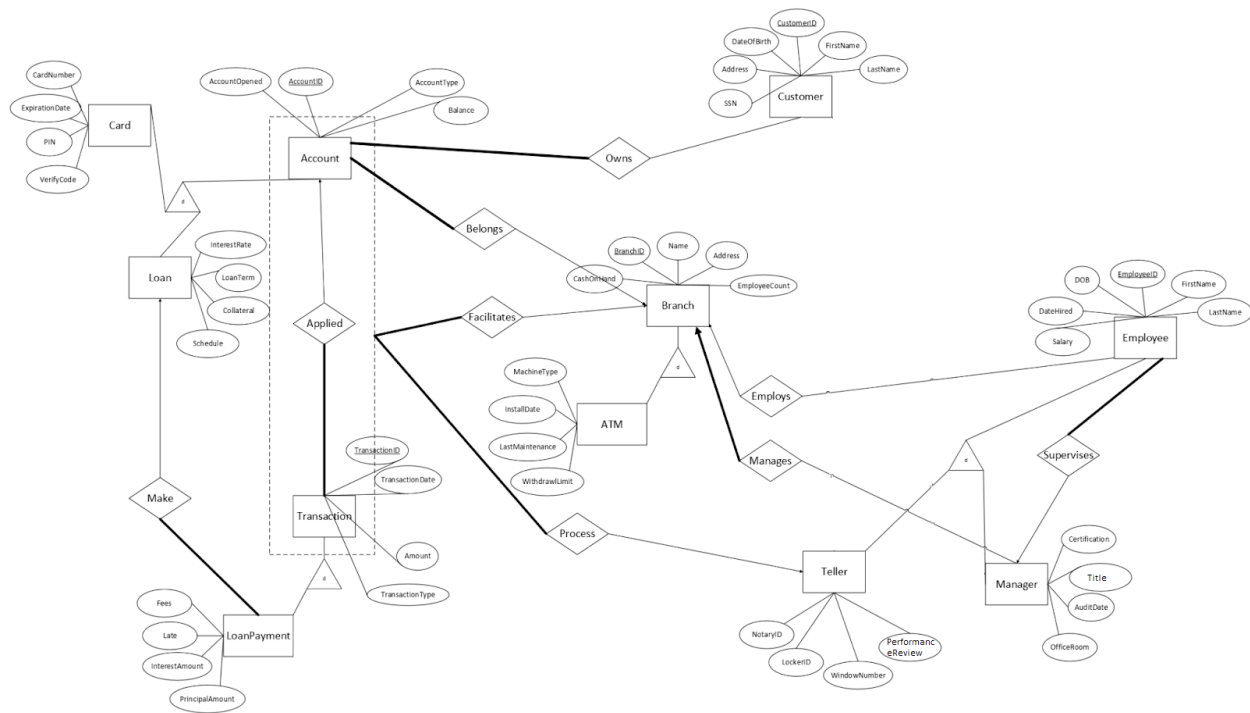 CustomerID
DateOfBirth
FirstName
Address
LastName
SSN
Customer
CardNumber
ExpirationDate
PIN
VerifyCode
Card
AccountOpened
AccountID
AccountType
Balance
Account
Owns
d
Belongs
Loan
InterestRate
LoanTerm
Collateral
Schedule
BranchID
Name
Address
CashOnHand
EmployeeCount
Branch
DOB
EmployeeID
FirstName
DateHired
LastName
Salary
Employee
Applied
Facilitates
d
MachineType
InstallDate
LastMaintenance
WithdrawlLimit
ATM
Employs
Manages
Supervises
d
TransactionID
TransactionDate
Transaction
Amount
TransactionType
Make
Process
d
Teller
Manager
Certification
Title
AuditDate
OfficeRoom
Fees
Late
InterestAmount
PrincipalAmount
LoanPayment
NotaryID
LockerID
WindowNumber
Performanc
eReview